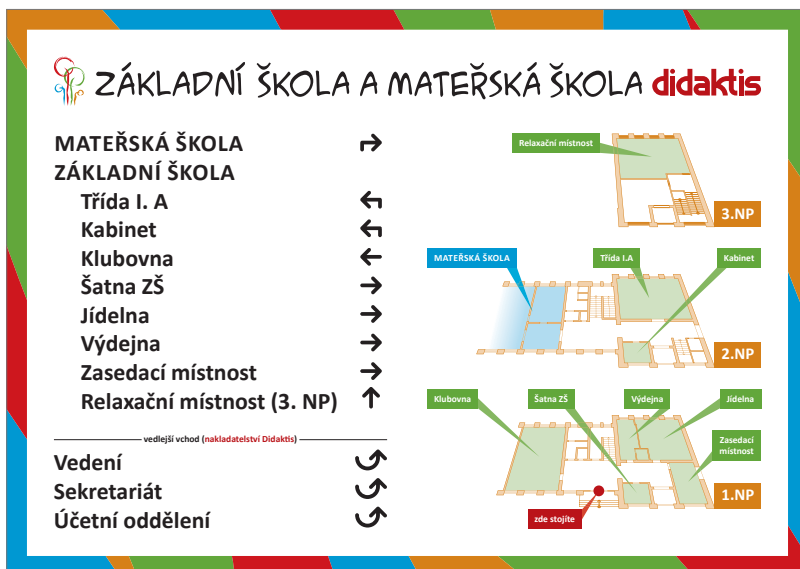 ZÁKLADNÍ ŠKOLA A MATEŘSKÁ ŠKOLA didaktis
MATEŘSKÁ ŠKOLA
ZÁKLADNÍ ŠKOLA
Třída I. A
Kabinet
Klubovna
Šatna ZŠ
Jídelna
Výdejna
Zasedací místnost
Relaxační místnost (3. NP)
vedlejší vchod (nakladatelství Didaktis)
Vedení
Sekretariát
Účetní oddělení
Relaxační místnost
3.NP
MATEŘSKÁ ŠKOLA
Třída I.A
Kabinet
2.NP
Klubovna
Šatna ZŠ
Výdejna
Jídelna
Zasedací
místnost
1.NP
zde stojíte